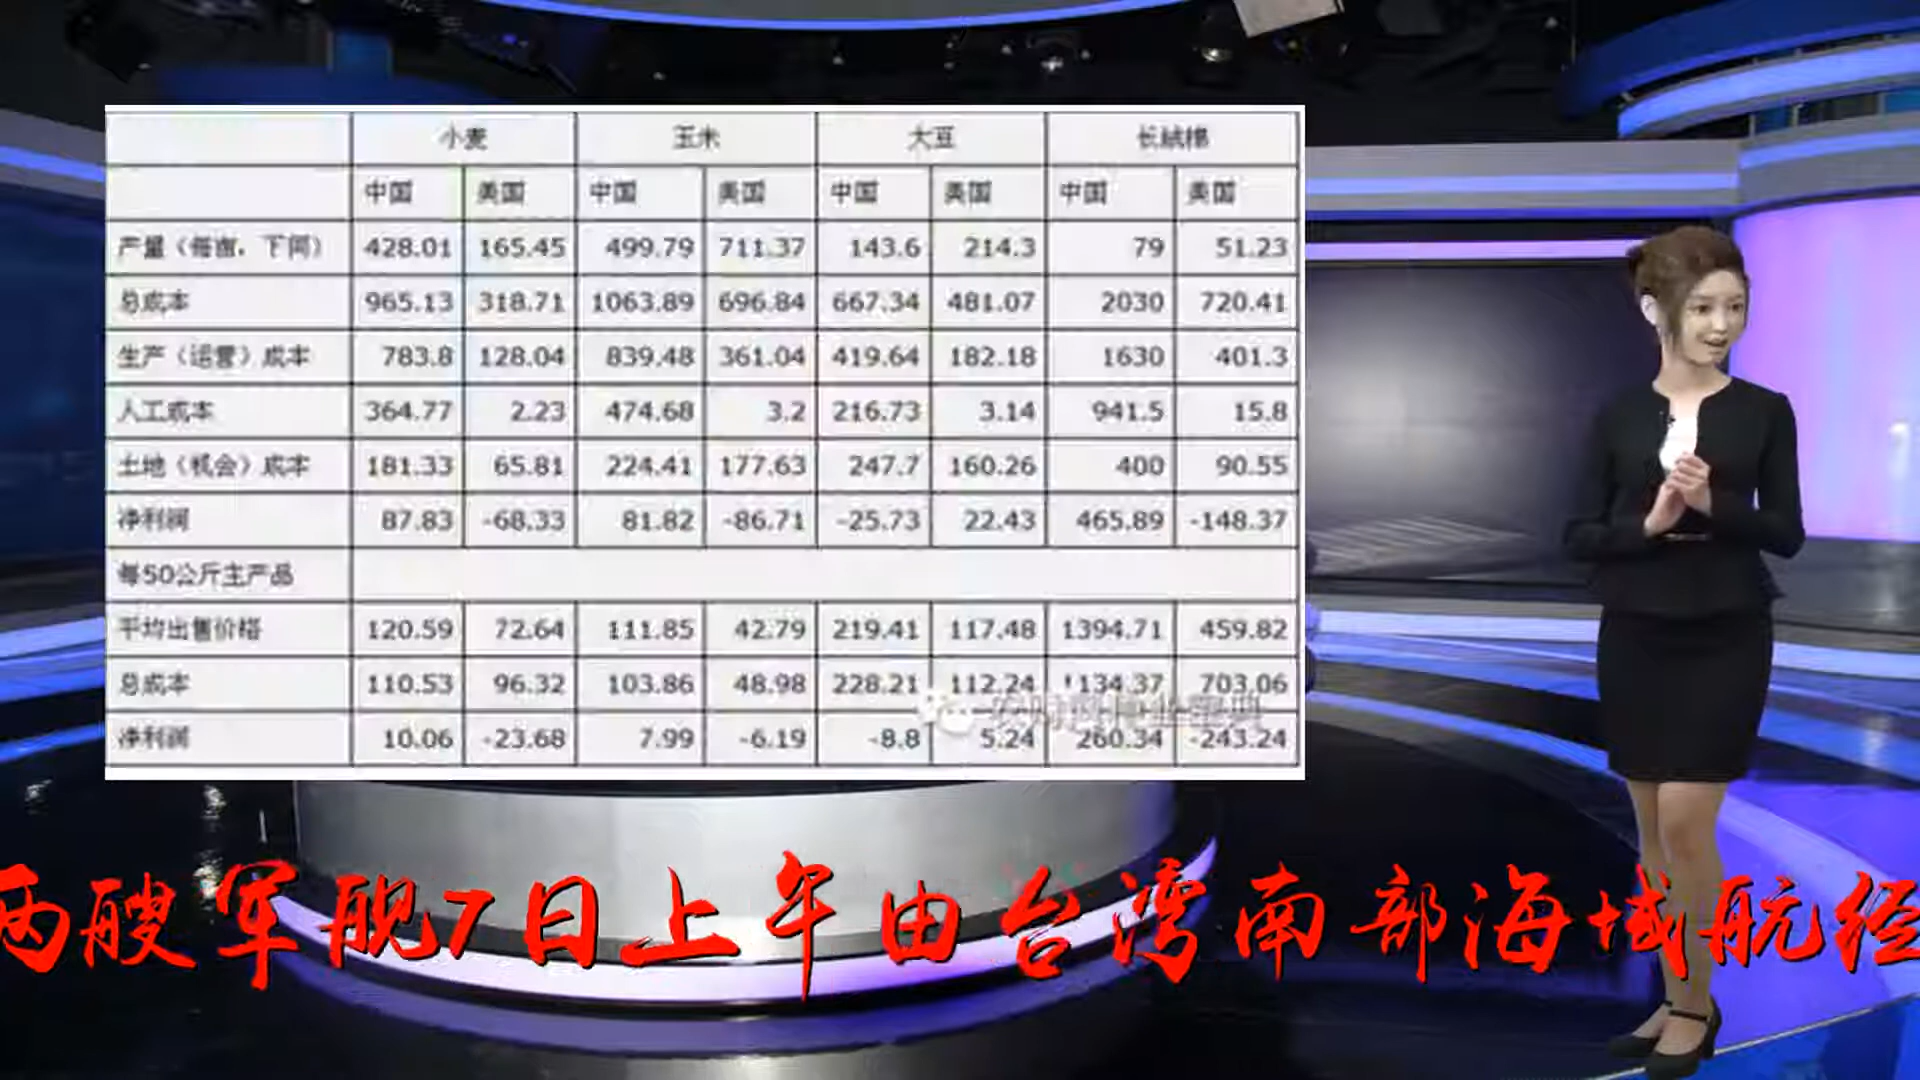 小麦 玉米 大豆 长绒棉
中国 美国 中国 美国 中国 美国 中国 美国
产量（每亩，下同） 428.01 165.45 499.79 711.37 143.6 214.3 79 51.23
总成本 965.13 318.71 1063.89 696.84 667.34 481.07 2030 720.41
生产（运营）成本 783.8 128.04 839.48 361.04 419.64 182.18 1630 401.3
人工成本 364.77 2.23 474.68 3.2 216.73 3.14 941.5 15.8
土地（机会）成本 181.33 65.81 224.41 177.63 247.7 160.26 400 90.55
净利润 87.83 -68.33 81.82 -86.71 -25.73 22.43 465.89 -148.37
每50公斤主产品
平均出售价格 120.59 72.64 111.85 42.79 219.41 117.48 1394.71 459.82
总成本 110.53 96.32 103.86 48.98 228.21 112.24 1134.37 703.06
净利润 10.06 -23.68 7.99 -6.19 -8.8 5.24 260.34 -243.24
两艘军舰7日上午由台湾南部海域航经